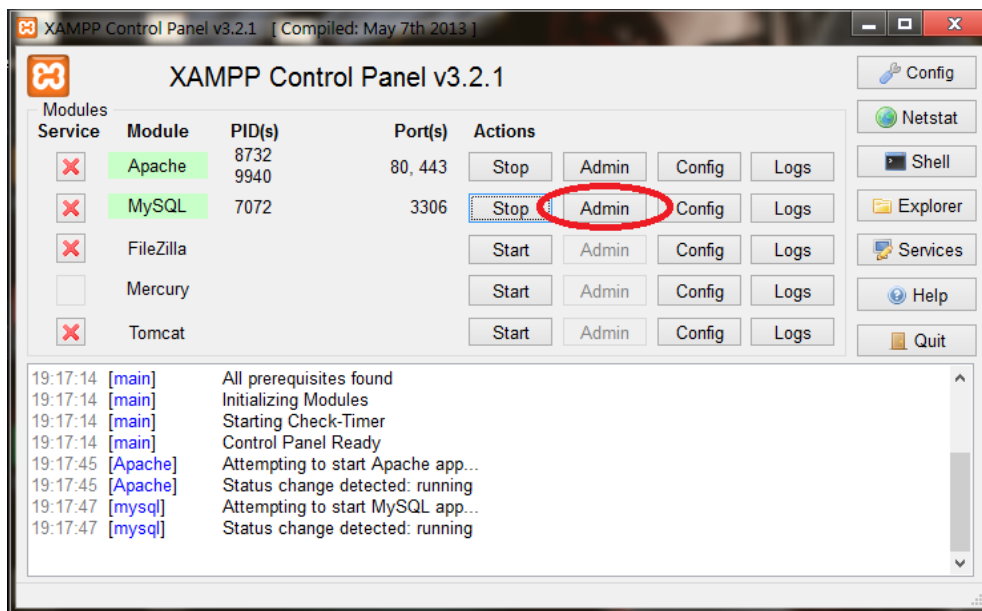 XAMPP Control Panel v3.2.1 [ Compiled: May 7th 2013 ]
XAMPP Control Panel v3.2.1
Config
Modules
Netstat
Service Module PID(s) Port(s) Actions
Apache 8732 9940 80, 443 Stop Admin Config Logs
Shell
MySQL 7072 3306 Stop Admin Config Logs
Explorer
FileZilla Start Admin Config Logs
Services
Mercury Start Admin Config Logs
Help
Tomcat Start Admin Config Logs
Quit
19:17:14 [main] All prerequisites found
19:17:14 [main] Initializing Modules
19:17:14 [main] Starting Check-Timer
19:17:14 [main] Control Panel Ready
19:17:45 [Apache] Attempting to start Apache app...
19:17:45 [Apache] Status change detected: running
19:17:47 [mysql] Attempting to start MySQL app...
19:17:47 [mysql] Status change detected: running